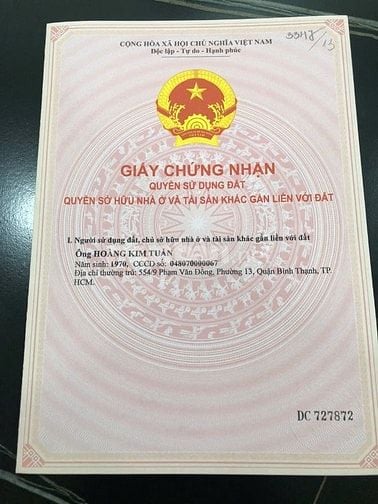 CỘNG HÒA XÃ HỘI CHỦ NGHĨA VIỆT NAM
Độc lập - Tự do - Hạnh phúc
GIẤY CHỨNG NHẬN
QUYỀN SỬ DỤNG ĐẤT
QUYỀN SỞ HỮU NHÀ Ở VÀ TÀI SẢN KHÁC GẮN LIỀN VỚI ĐẤT
I. Người sử dụng đất, chủ sở hữu nhà ở và tài sản khác gắn liền với đất
Ông HOÀNG KIM TUẤN
Năm sinh: 1970, CCCD số: 048070000067
Địa chỉ thường trú: 554/9 Phạm Văn Đồng, Phường 13, Quận Bình Thạnh, TP.
HCM.
DC 727872